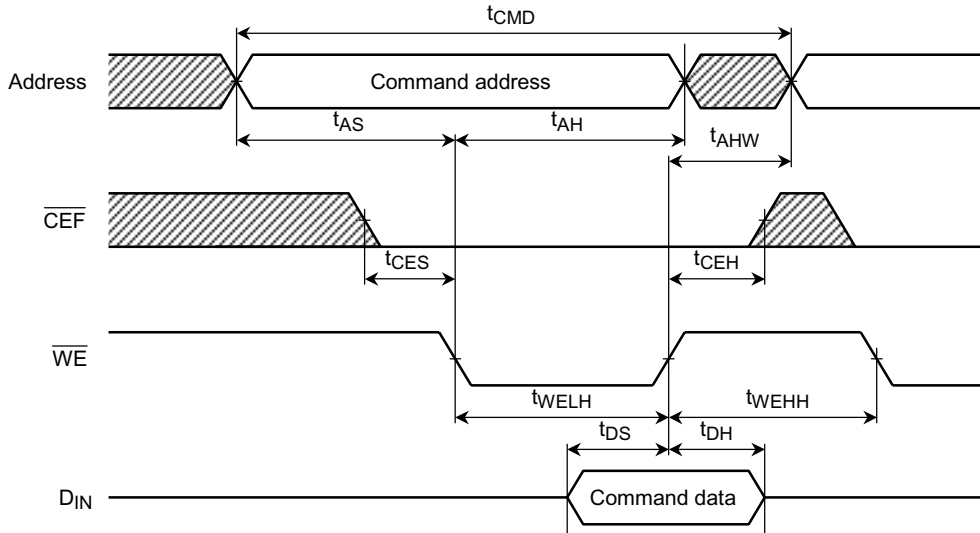 tCMD
Address
Command address
tAS
tAH
tAHW
CEF
tCES
tCEH
WE
tWELH
tWEHH
tDS
tDH
DIN
Command data